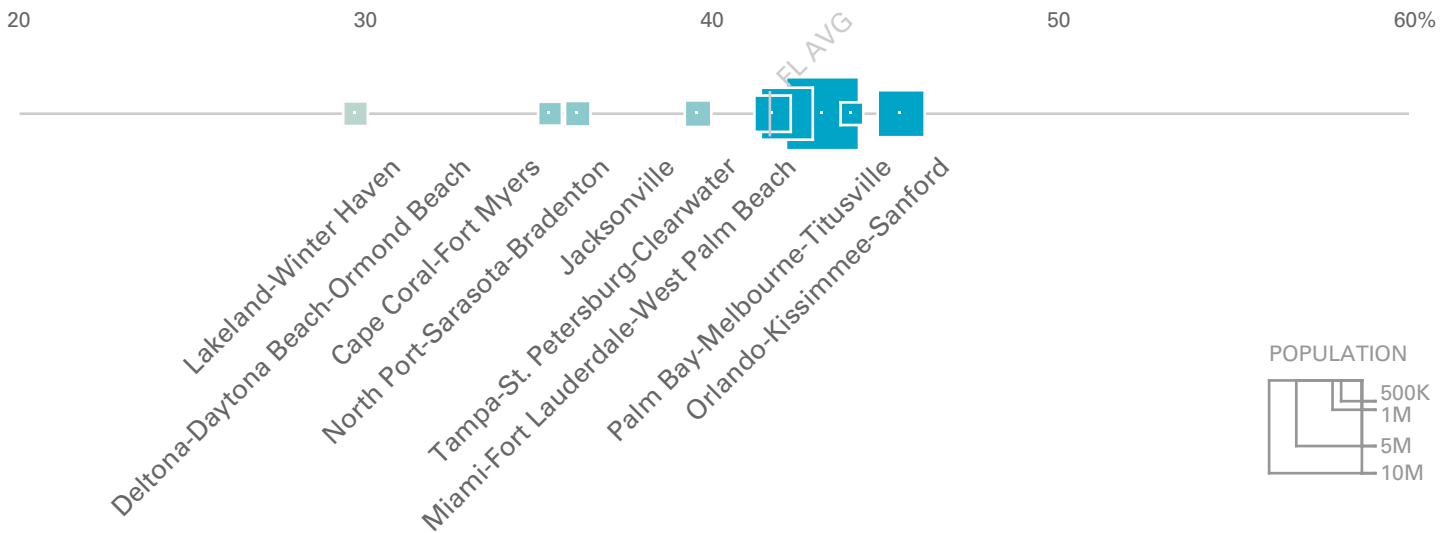 20 30 40 50 60%
FL AVG
Lakeland-Winter Haven
Deltona-Daytona Beach-Ormond Beach
Cape Coral-Fort Myers
North Port-Sarasota-Bradenton
Jacksonville
Tampa-St. Petersburg-Clearwater
Miami-Fort Lauderdale-West Palm Beach
Palm Bay-Melbourne-Titusville
Orlando-Kissimmee-Sanford
POPULATION
500K
1M
5M
10M